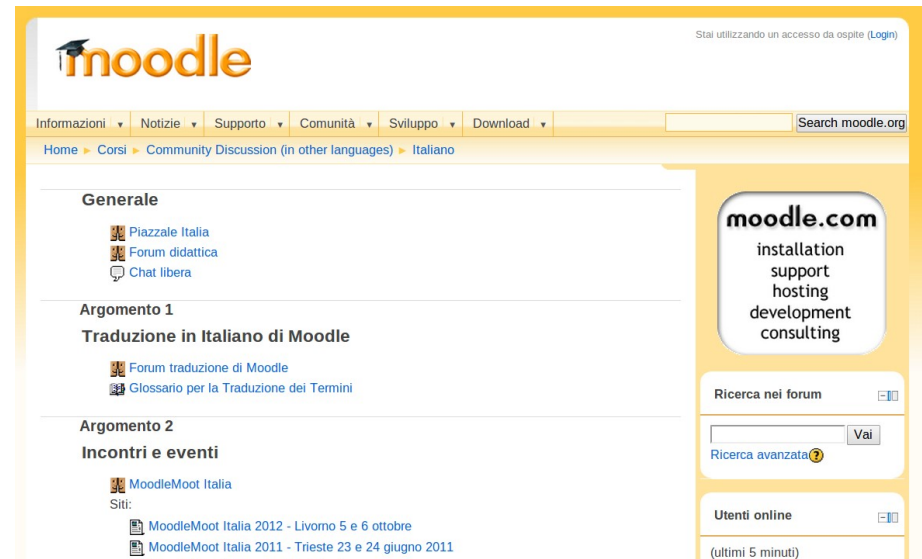 moodle
Stai utilizzando un accesso da ospite (Login)
Informazioni Notizie Supporto Comunità Sviluppo Download Search moodle.org
Home Corsi Community Discussion (in other languages) Italiano
Generale
Piazzale Italia
Forum didattica
Chat libera
Argomento 1
Traduzione in Italiano di Moodle
Forum traduzione di Moodle
Glossario per la Traduzione dei Termini
Argomento 2
Incontri e eventi
MoodleMoot Italia
Siti:
MoodleMoot Italia 2012 - Livorno 5 e 6 ottobre
MoodleMoot Italia 2011 - Trieste 23 e 24 giugno 2011
moodle.com
installation
support
hosting
development
consulting
Ricerca nei forum
Vai
Ricerca avanzata ?
Utenti online
(ultimi 5 minuti)